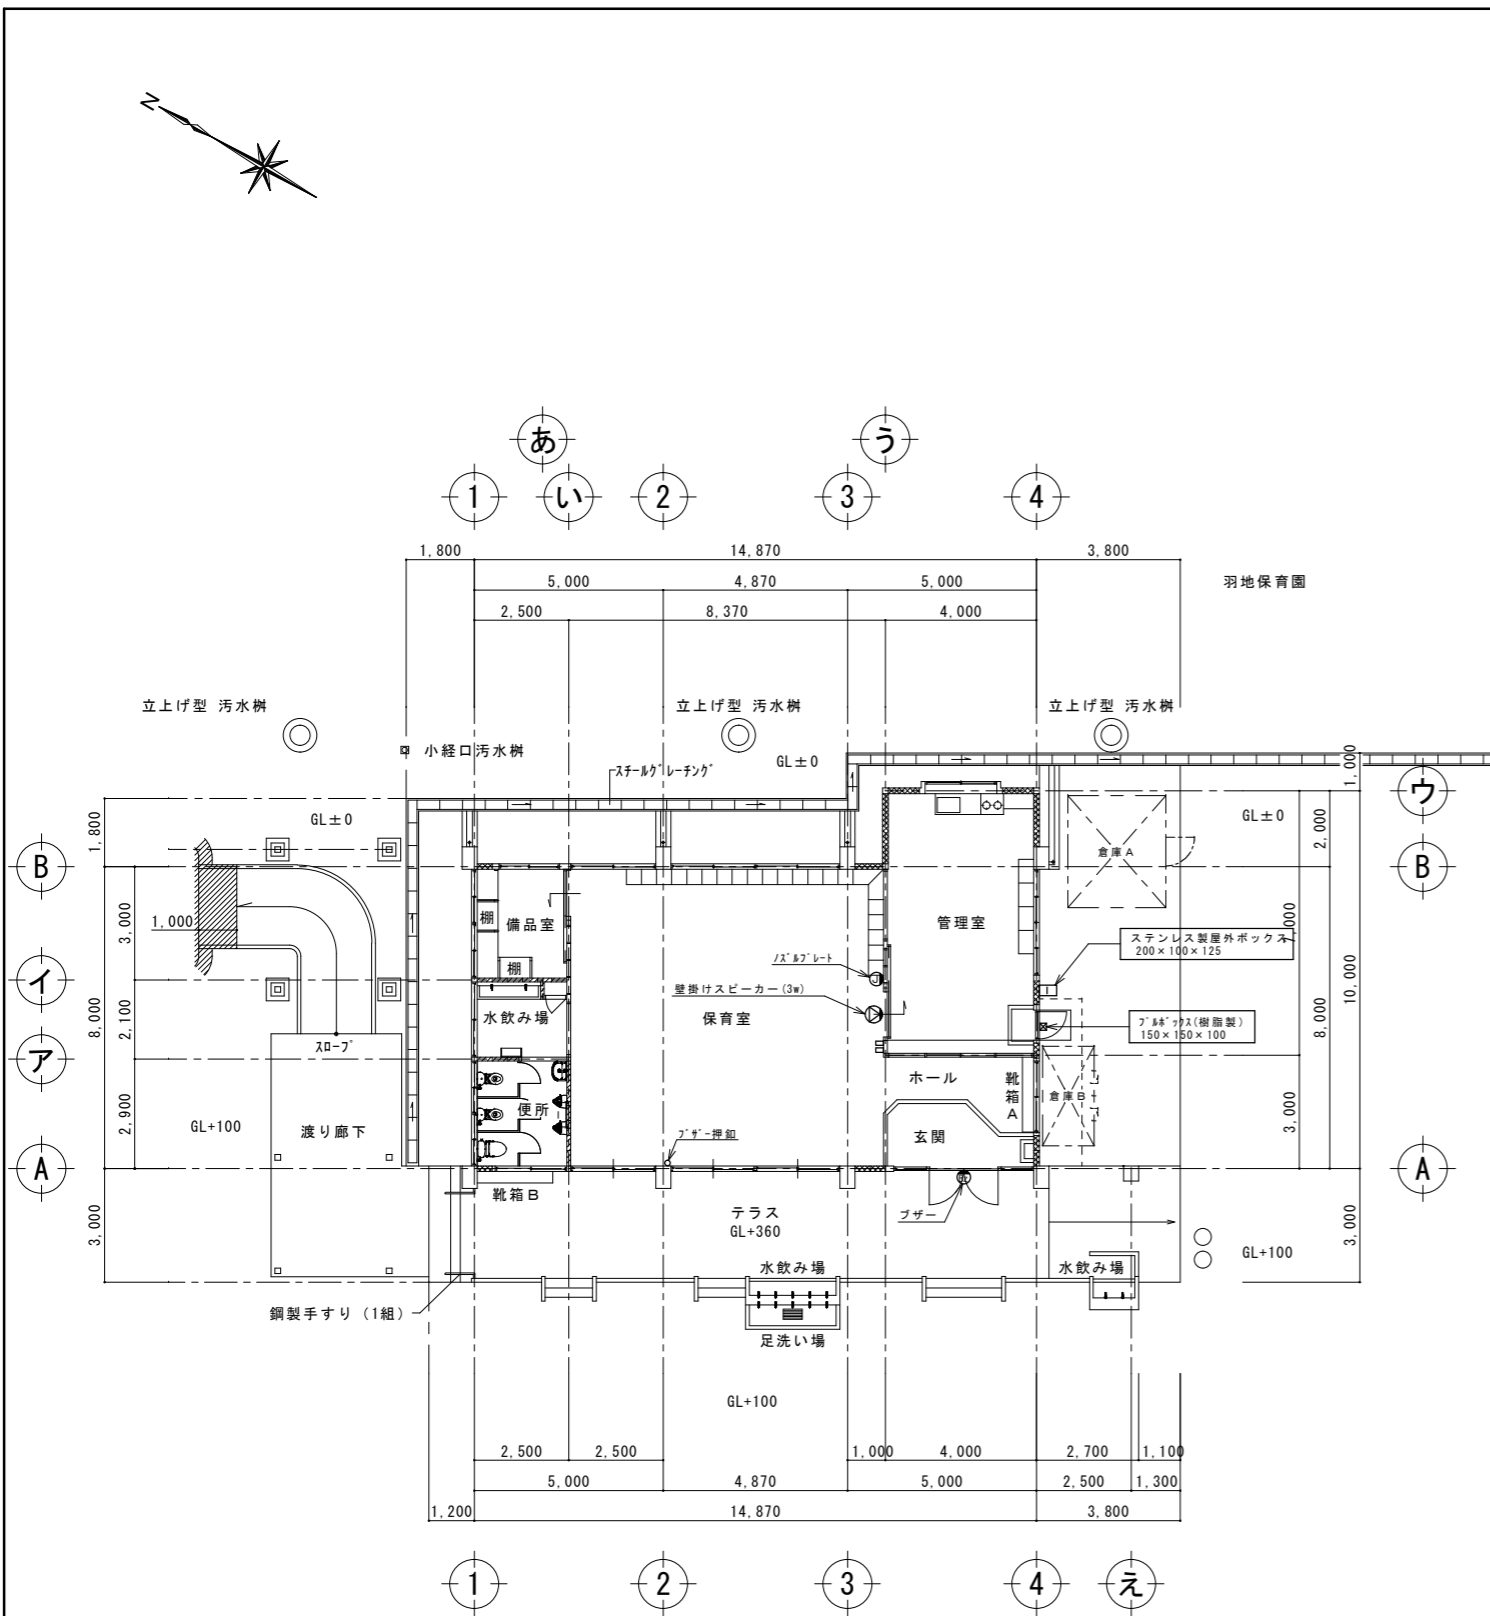 N
あ
う
1
い
2
3
4
1,800
14,870
3,800
5,000
4,870
5,000
羽地保育園
2,500
8,370
4,000
立上げ型 汚水桝
立上げ型 汚水桝
立上げ型 汚水桝
小経口汚水桝
GL±0
スチールグレーチング
1,000
ウ
1,800
GL±0
GL±0
2,000
B
倉庫A
B
3,000
1,000
棚
備品室
管理室
ステンレス製屋外ボックス
200×100×125
000
イ
棚
ノズルプレート
10,000
壁掛けスピーカー(3w)
8,000
2,100
水飲み場
保育室
プルボックス(樹脂製)
150×150×100
8,000
スロープ
ア
ホール
靴箱A
倉庫B
2,900
GL+100
渡り廊下
便所
玄関
3,000
ブザー押釦
A
A
靴箱B
テラス
GL+360
ブザー
3,000
3,000
GL+100
水飲み場
水飲み場
鋼製手すり (1組)
足洗い場
GL+100
2,500
2,500
1,000
4,000
2,700
1,100
5,000
4,870
5,000
2,500
1,300
1,200
14,870
3,800
1
2
3
4
え